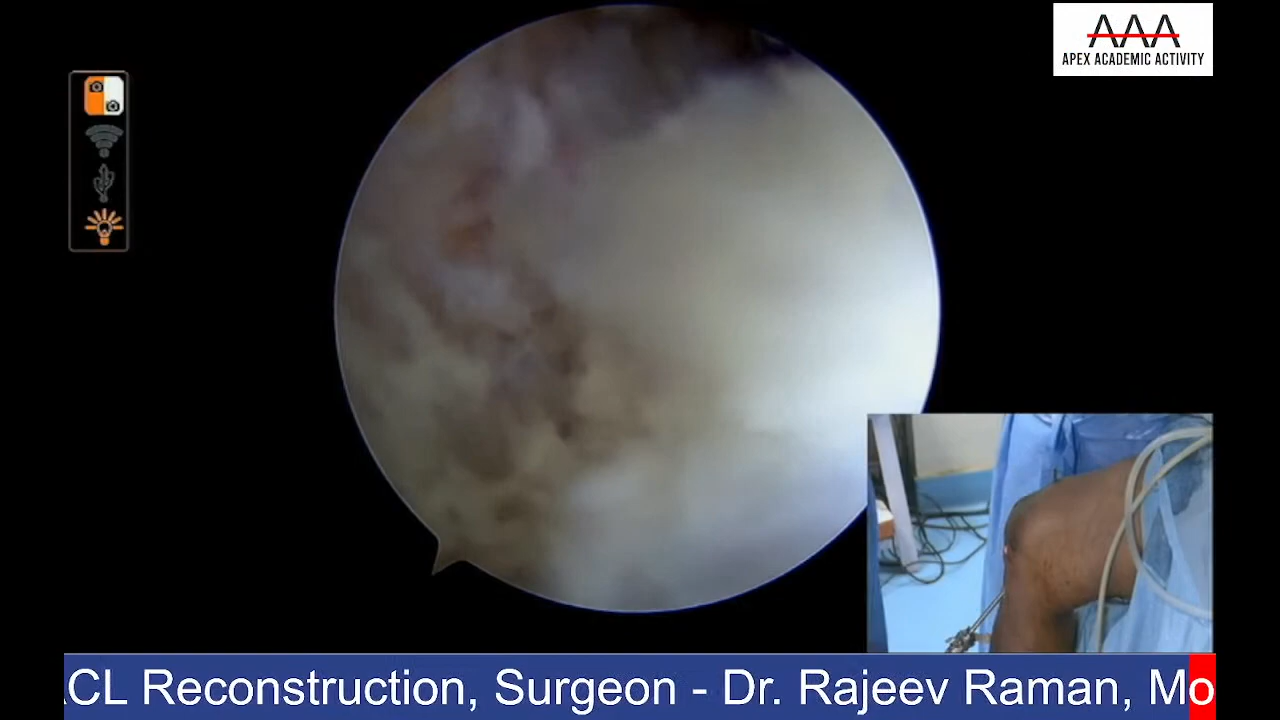 AAA
APEX ACADEMIC ACTIVITY
CL Reconstruction, Surgeon - Dr. Rajeev Raman, Mo